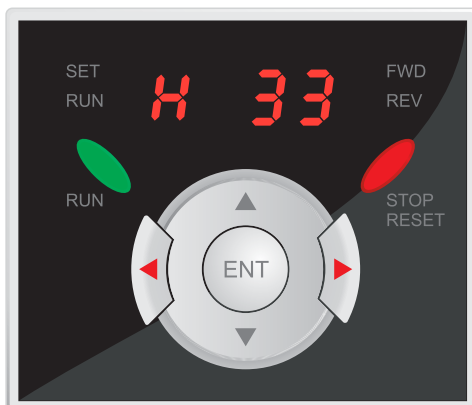 SET
H 33
FWD
RUN
REV
RUN
STOP
RESET
ENT